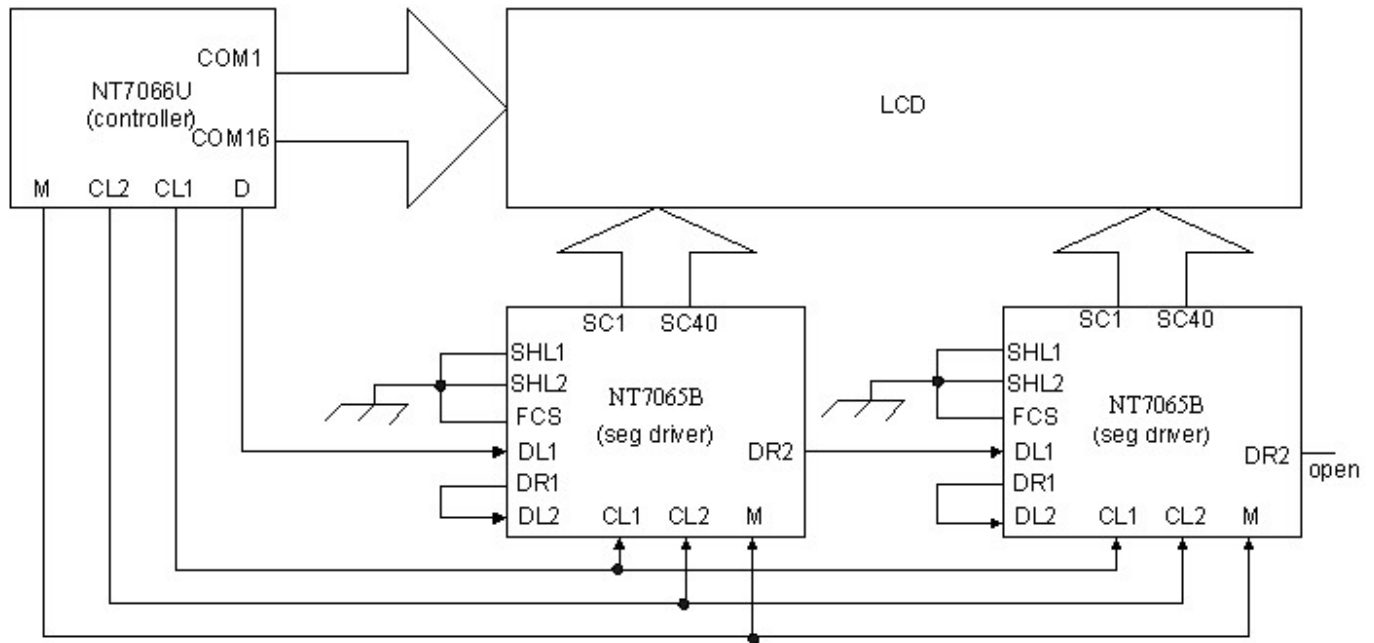 COM1
NT7066U
(controller)
COM16
M CL2 CL1 D
LCD
SC1 SC40
SHL1
SHL2
FCS
DL1
DR1
DL2
NT7065B
(seg driver)
DR2
CL1 CL2 M
SC1 SC40
SHL1
SHL2
FCS
DL1
DR1
DL2
NT7065B
(seg driver)
DR2
open
CL1 CL2 M